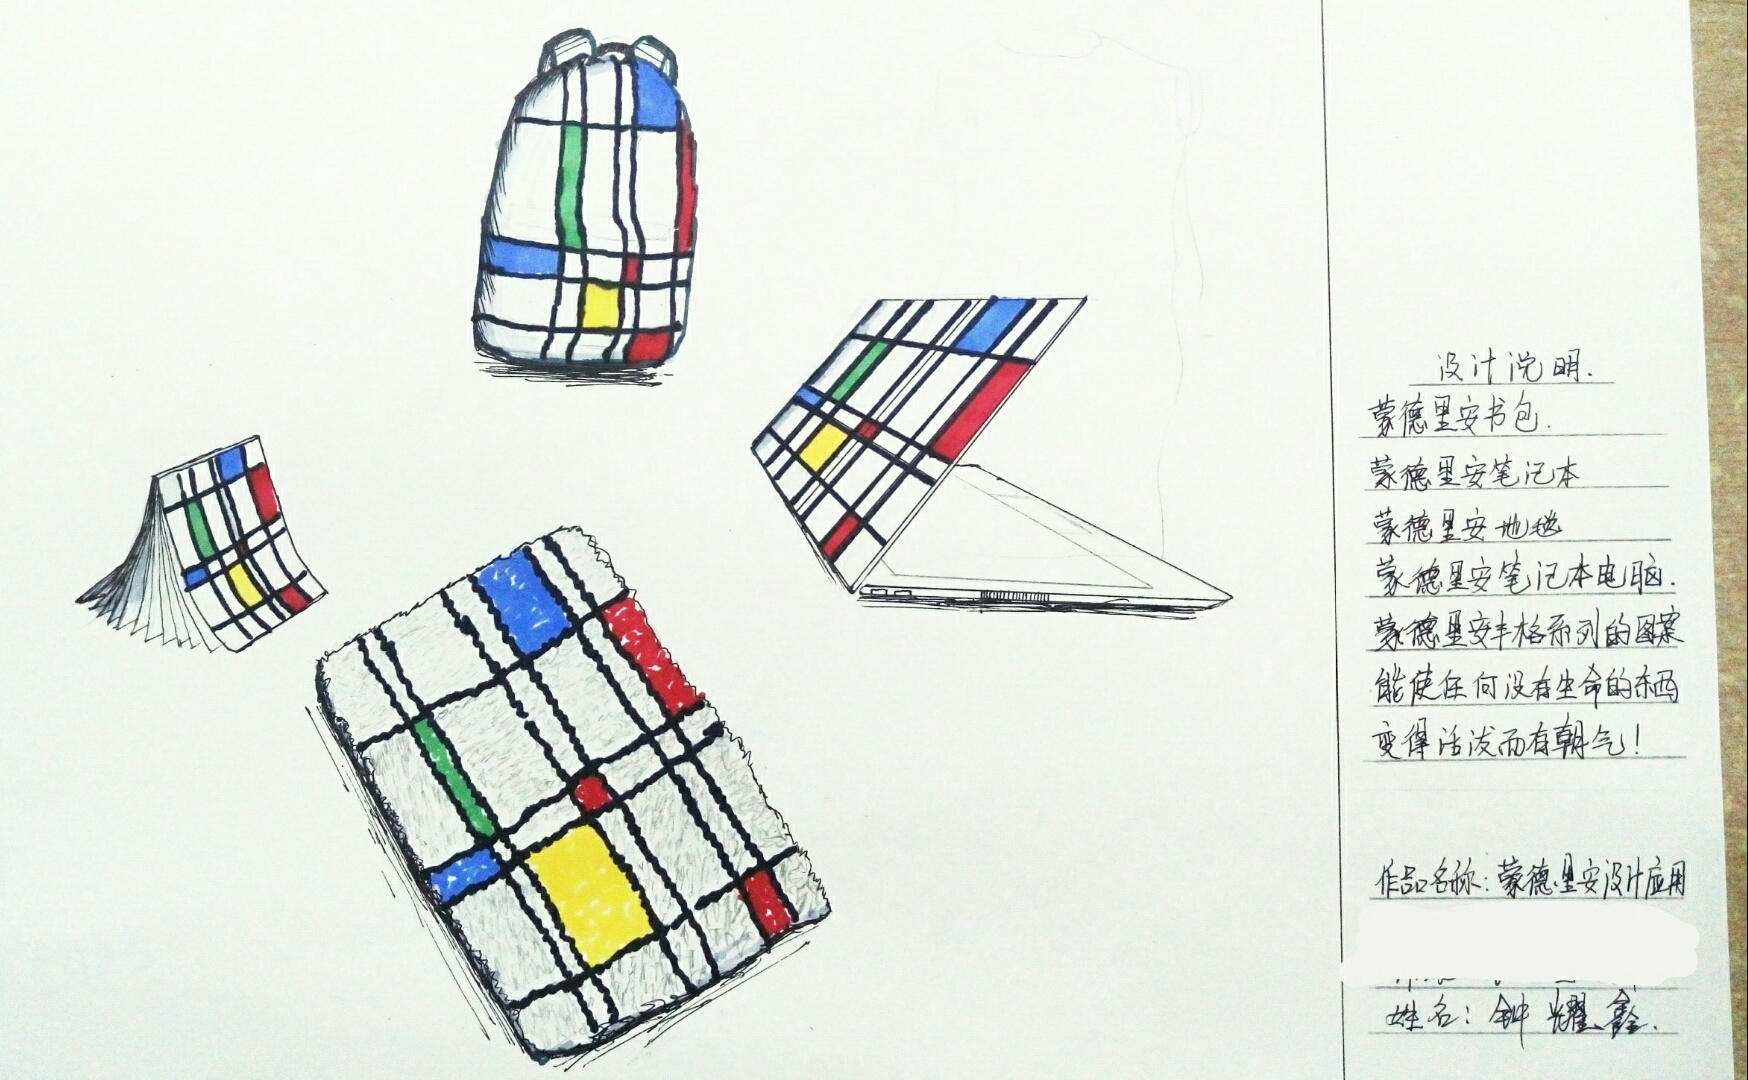 设计说明.
蒙德里安书包.
蒙德里安笔记本
蒙德里安地毯
蒙德里安笔记本电脑.
蒙德里安丰格系列的图案
能使任何没有生命的东西
变得活泼而有朝气!
作品名称:蒙德里安设计应用
姓名:钟耀鑫.